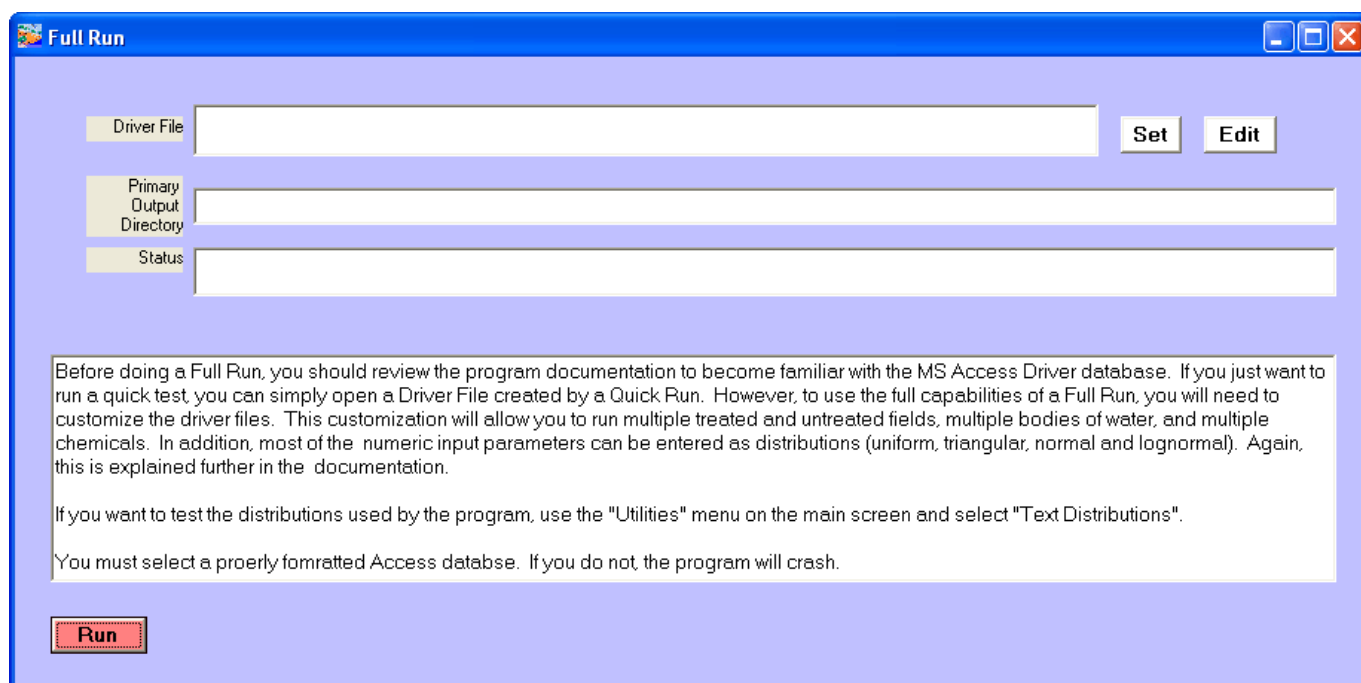 Full Run
Driver File
Set
Edit
Primary
Output
Directory
Status
Before doing a Full Run, you should review the program documentation to become familiar with the MS Access Driver database.  If you just want to
run a quick test, you can simply open a Driver File created by a Quick Run.  However, to use the full capabilities of a Full Run, you will need to
customize the driver files.  This customization will allow you to run multiple treated and untreated fields, multiple bodies of water, and multiple
chemicals.  In addition, most of the  numeric input parameters can be entered as distributions (uniform, triangular, normal and lognormal).  Again,
this is explained further in the  documentation.
If you want to test the distributions used by the program, use the "Utilities" menu on the main screen and select "Text Distributions".
You must select a proerly fomratted Access databse.  If you do not, the program will crash.
Run